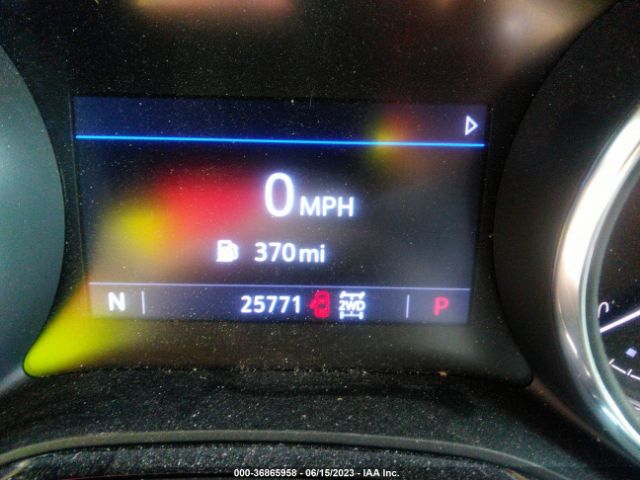 0 MPH
370 mi
N 25771 2WD P
000-36865958 - 06/15/2023 - IAA Inc.